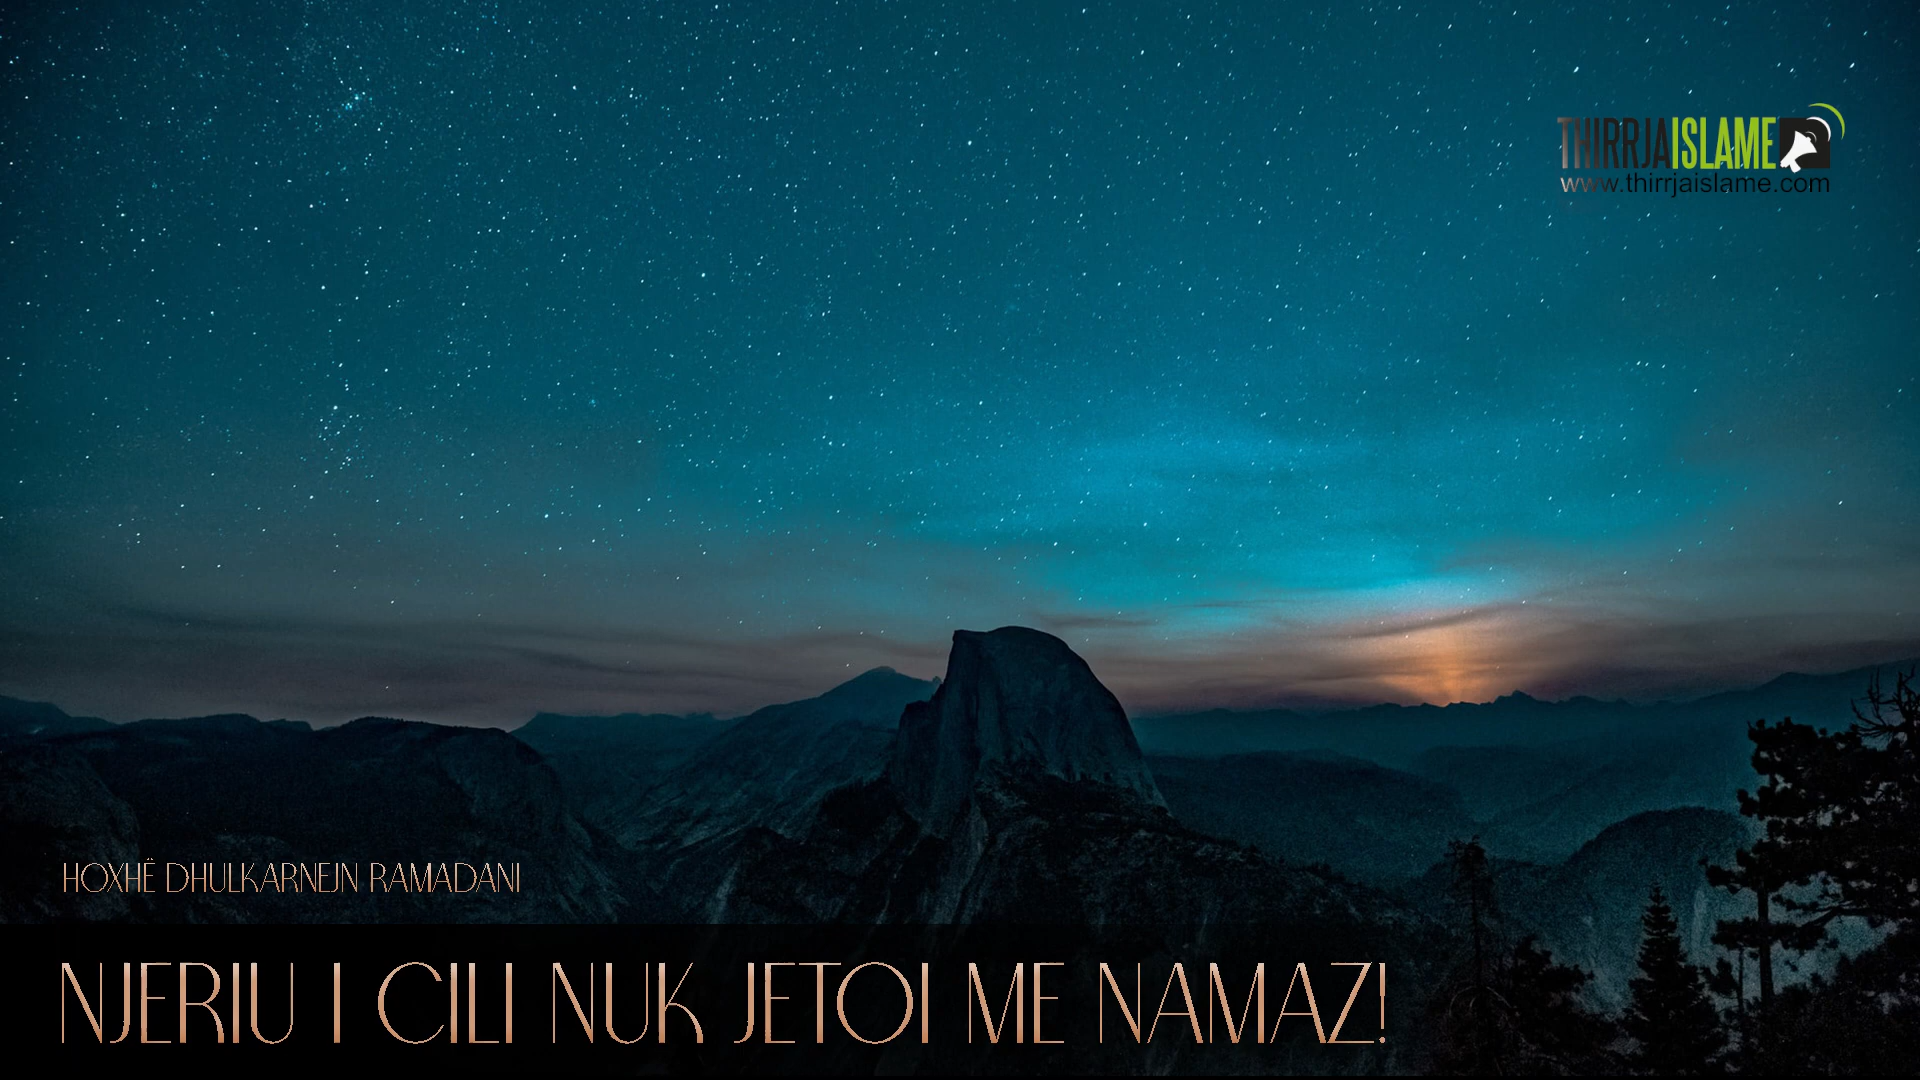 THIRRJAISLAME
www.thirrjaislame.com
HOXHË DHULKARNEJN RAMADANI
NJERIU I CILI NUK JETOI ME NAMAZ!